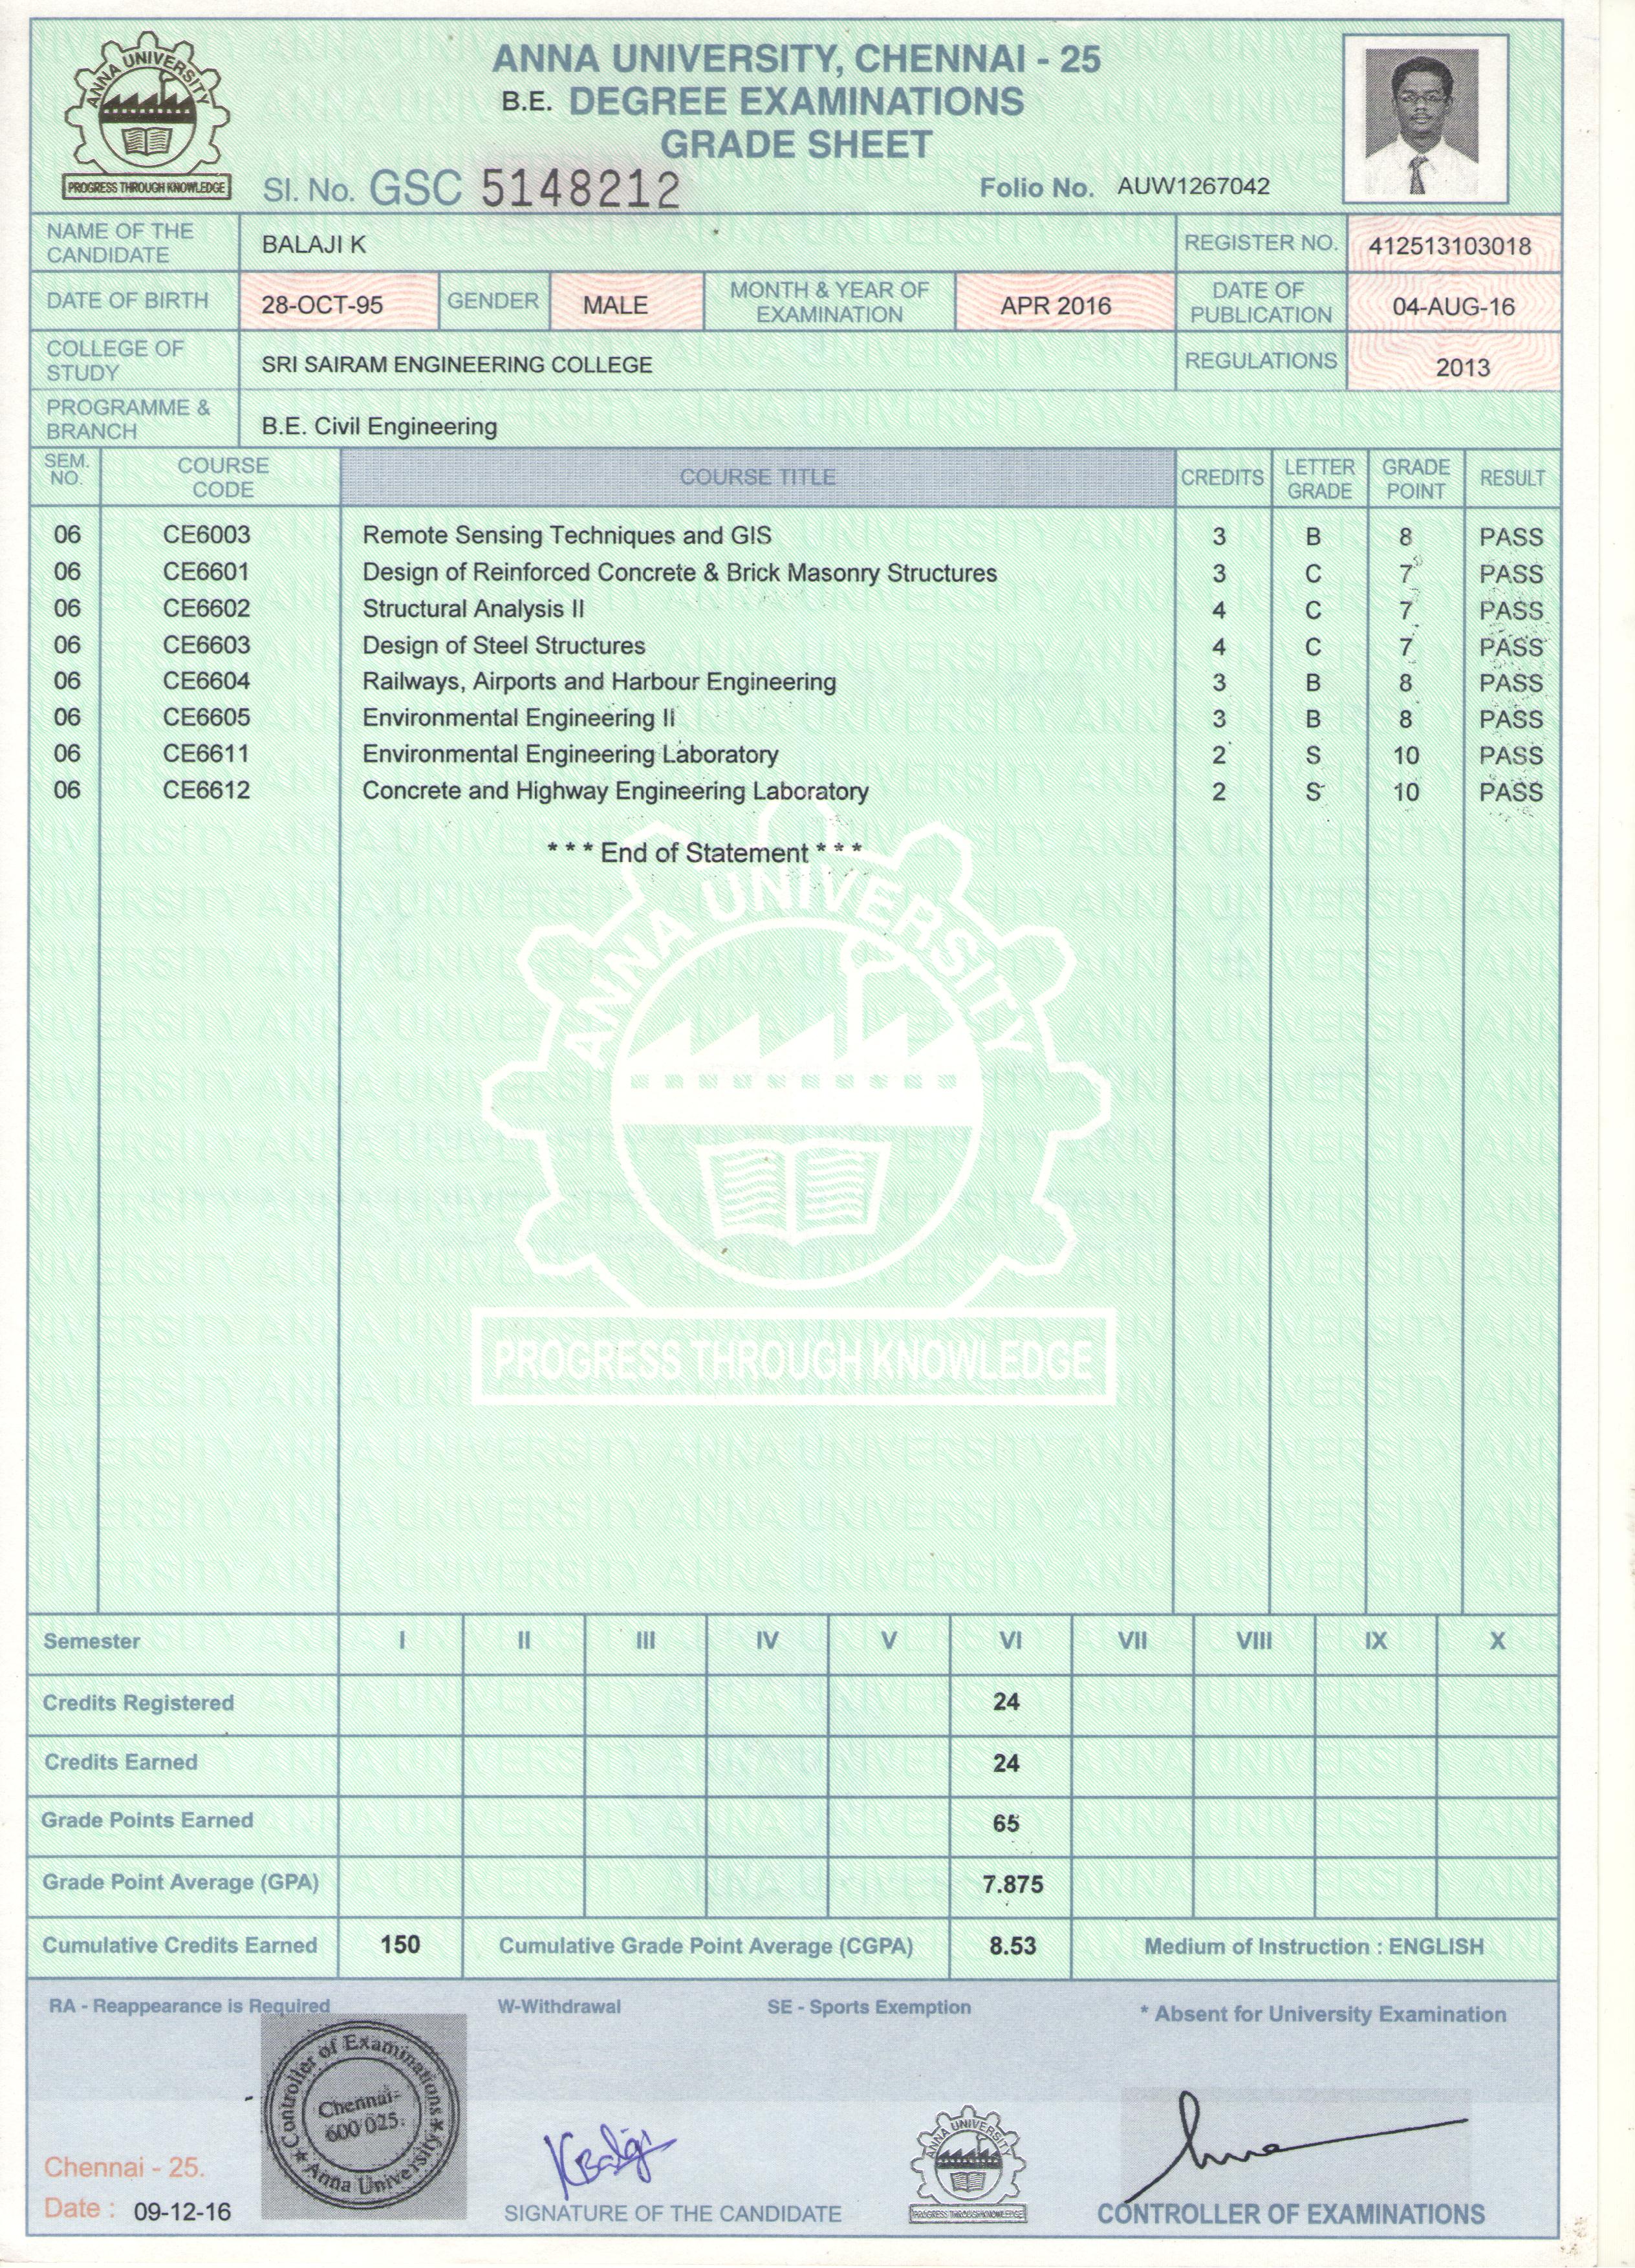 ANNA UNIVERSITY
PROGRESS THROUGH KNOWLEDGE
ANNA UNIVERSITY, CHENNAI - 25
B.E. DEGREE EXAMINATIONS
GRADE SHEET
Sl. No. GSC 5148212
Folio No. AUW1267042
NAME OF THE CANDIDATE BALAJI K REGISTER NO. 412513103018
DATE OF BIRTH 28-OCT-95 GENDER MALE MONTH & YEAR OF EXAMINATION APR 2016 DATE OF PUBLICATION 04-AUG-16
COLLEGE OF STUDY SRI SAIRAM ENGINEERING COLLEGE REGULATIONS 2013
PROGRAMME & BRANCH B.E. Civil Engineering
SEM. NO. COURSE CODE COURSE TITLE CREDITS LETTER GRADE GRADE POINT RESULT
06 CE6003 Remote Sensing Techniques and GIS 3 B 8 PASS
06 CE6601 Design of Reinforced Concrete & Brick Masonry Structures 3 C 7 PASS
06 CE6602 Structural Analysis II 4 C 7 PASS
06 CE6603 Design of Steel Structures 4 C 7 PASS
06 CE6604 Railways, Airports and Harbour Engineering 3 B 8 PASS
06 CE6605 Environmental Engineering II 3 B 8 PASS
06 CE6611 Environmental Engineering Laboratory 2 S 10 PASS
06 CE6612 Concrete and Highway Engineering Laboratory 2 S 10 PASS
* * * End of Statement * * *
ANNA UNIVERSITY
PROGRESS THROUGH KNOWLEDGE
Semester I II III IV V VI VII VIII IX X
Credits Registered 24
Credits Earned 24
Grade Points Earned 65
Grade Point Average (GPA) 7.875
Cumulative Credits Earned 150 Cumulative Grade Point Average (CGPA) 8.53 Medium of Instruction : ENGLISH
RA - Reappearance is Required W-Withdrawal SE - Sports Exemption * Absent for University Examination
Controller of Examinations
Chennai-
600 025.
Anna University
K Balaji
ANNA UNIVERSITY
PROGRESS THROUGH KNOWLEDGE
Chennai - 25.
Date : 09-12-16
SIGNATURE OF THE CANDIDATE
CONTROLLER OF EXAMINATIONS